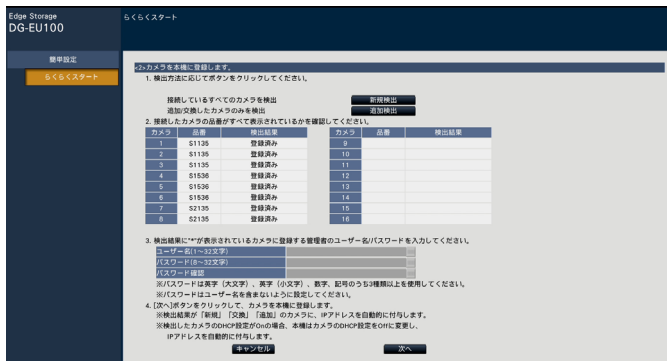 Edge Storage
DG-EU100
らくらくスタート
簡単設定
らくらくスタート
<2>カメラを本機に登録します。
1. 検出方法に応じてボタンをクリックしてください。
接続しているすべてのカメラを検出 新規検出
追加/交換したカメラのみを検出 追加検出
2. 接続したカメラの品番がすべて表示されているかを確認してください。
カメラ 品番 検出結果 カメラ 品番 検出結果
1 S1135 登録済み 9
2 S1135 登録済み 10
3 S1135 登録済み 11
4 S1536 登録済み 12
5 S1536 登録済み 13
6 S1536 登録済み 14
7 S2135 登録済み 15
8 S2135 登録済み 16
3. 検出結果に"*"が表示されているカメラに登録する管理者のユーザー名/パスワードを入力してください。
ユーザー名(1～32文字)
パスワード(8～32文字)
パスワード確認
※パスワードは英字（大文字）、英字（小文字）、数字、記号のうち3種類以上を使用してください。
※パスワードはユーザー名を含まないように設定してください。
4. [次へ]ボタンをクリックして、カメラを本機に登録します。
※検出結果が「新規」「交換」「追加」のカメラに、IPアドレスを自動的に付与します。
※検出したカメラのDHCP設定がOnの場合、本機はカメラのDHCP設定をOffに変更し、
IPアドレスを自動的に付与します。
キャンセル 次へ